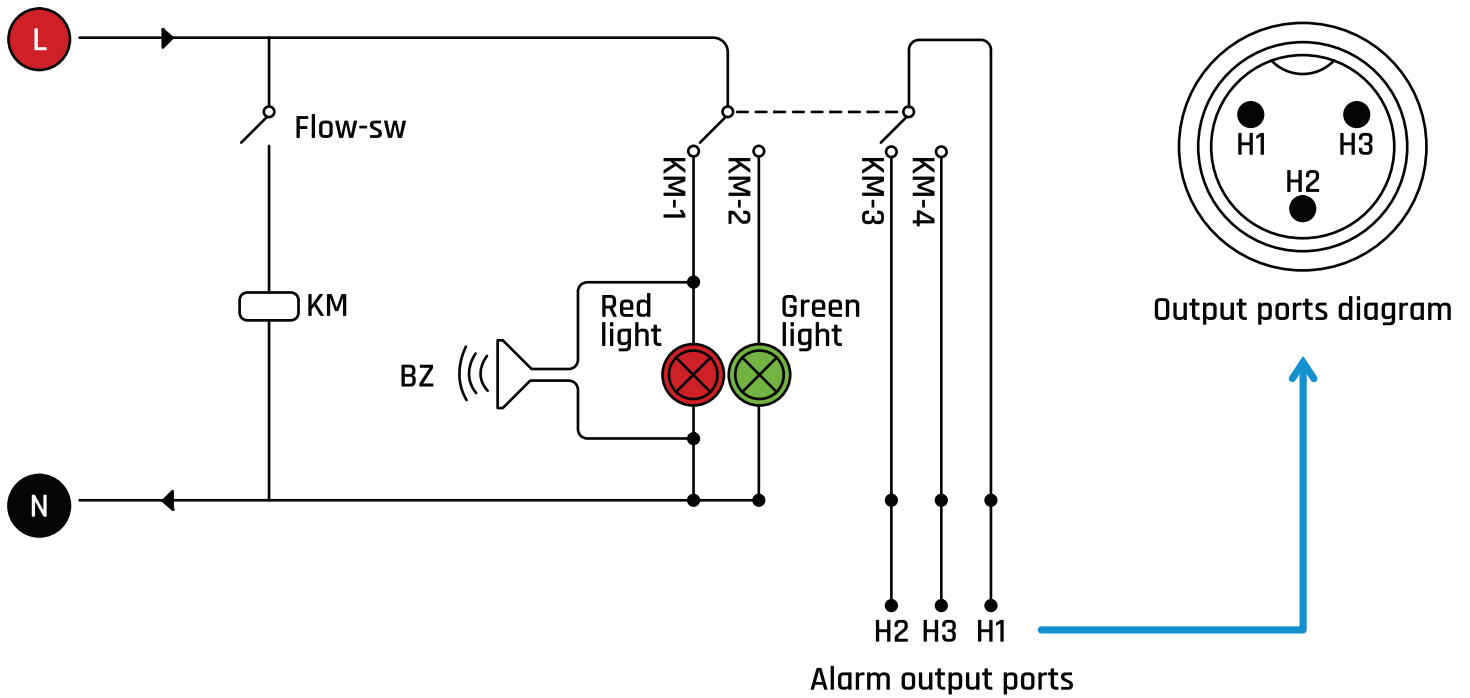 L
Flow-sw
KM-1
KM-2
KM-3
KM-4
H1
H3
H2
Output ports diagram
KM
Red
light
Green
light
BZ
N
H2
H3
H1
Alarm output ports